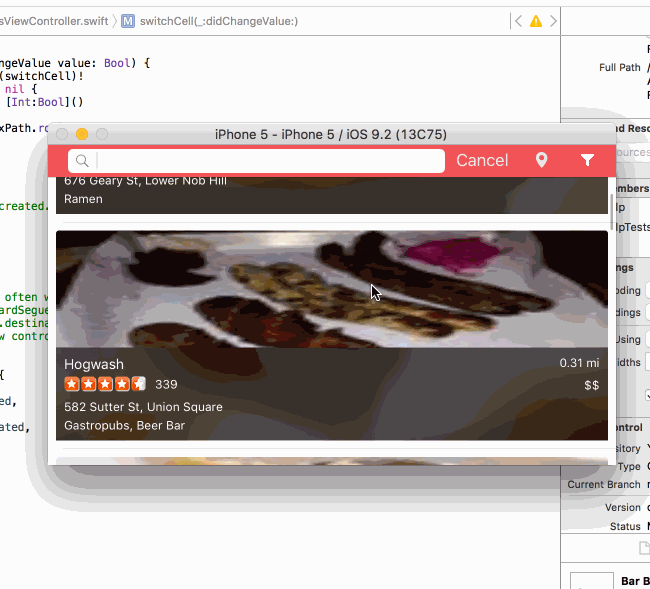 sViewController.swift
M
switchCell(_:didChangeValue:)
ngeValue value: Bool) {
(switchCell)!
nil {
[Int:Bool]()
xPath.ro
Full Path /
iPhone 5 - iPhone 5 / iOS 9.2 (13C75)
nd Reso
Cancel
ources
676 Geary St, Lower Nob Hill
Ramen
embers
created.
lp
lpTests
ngs
often w
oding
ardSegue
.destina
dings
w contro
Using
Hogwash
0.31 mi
idths
339
$$
582 Sutter St, Union Square
ed,
Gastropubs, Beer Bar
ated,
ontrol
sitory Y
Type G
Current Branch
Version
Status
Bar B